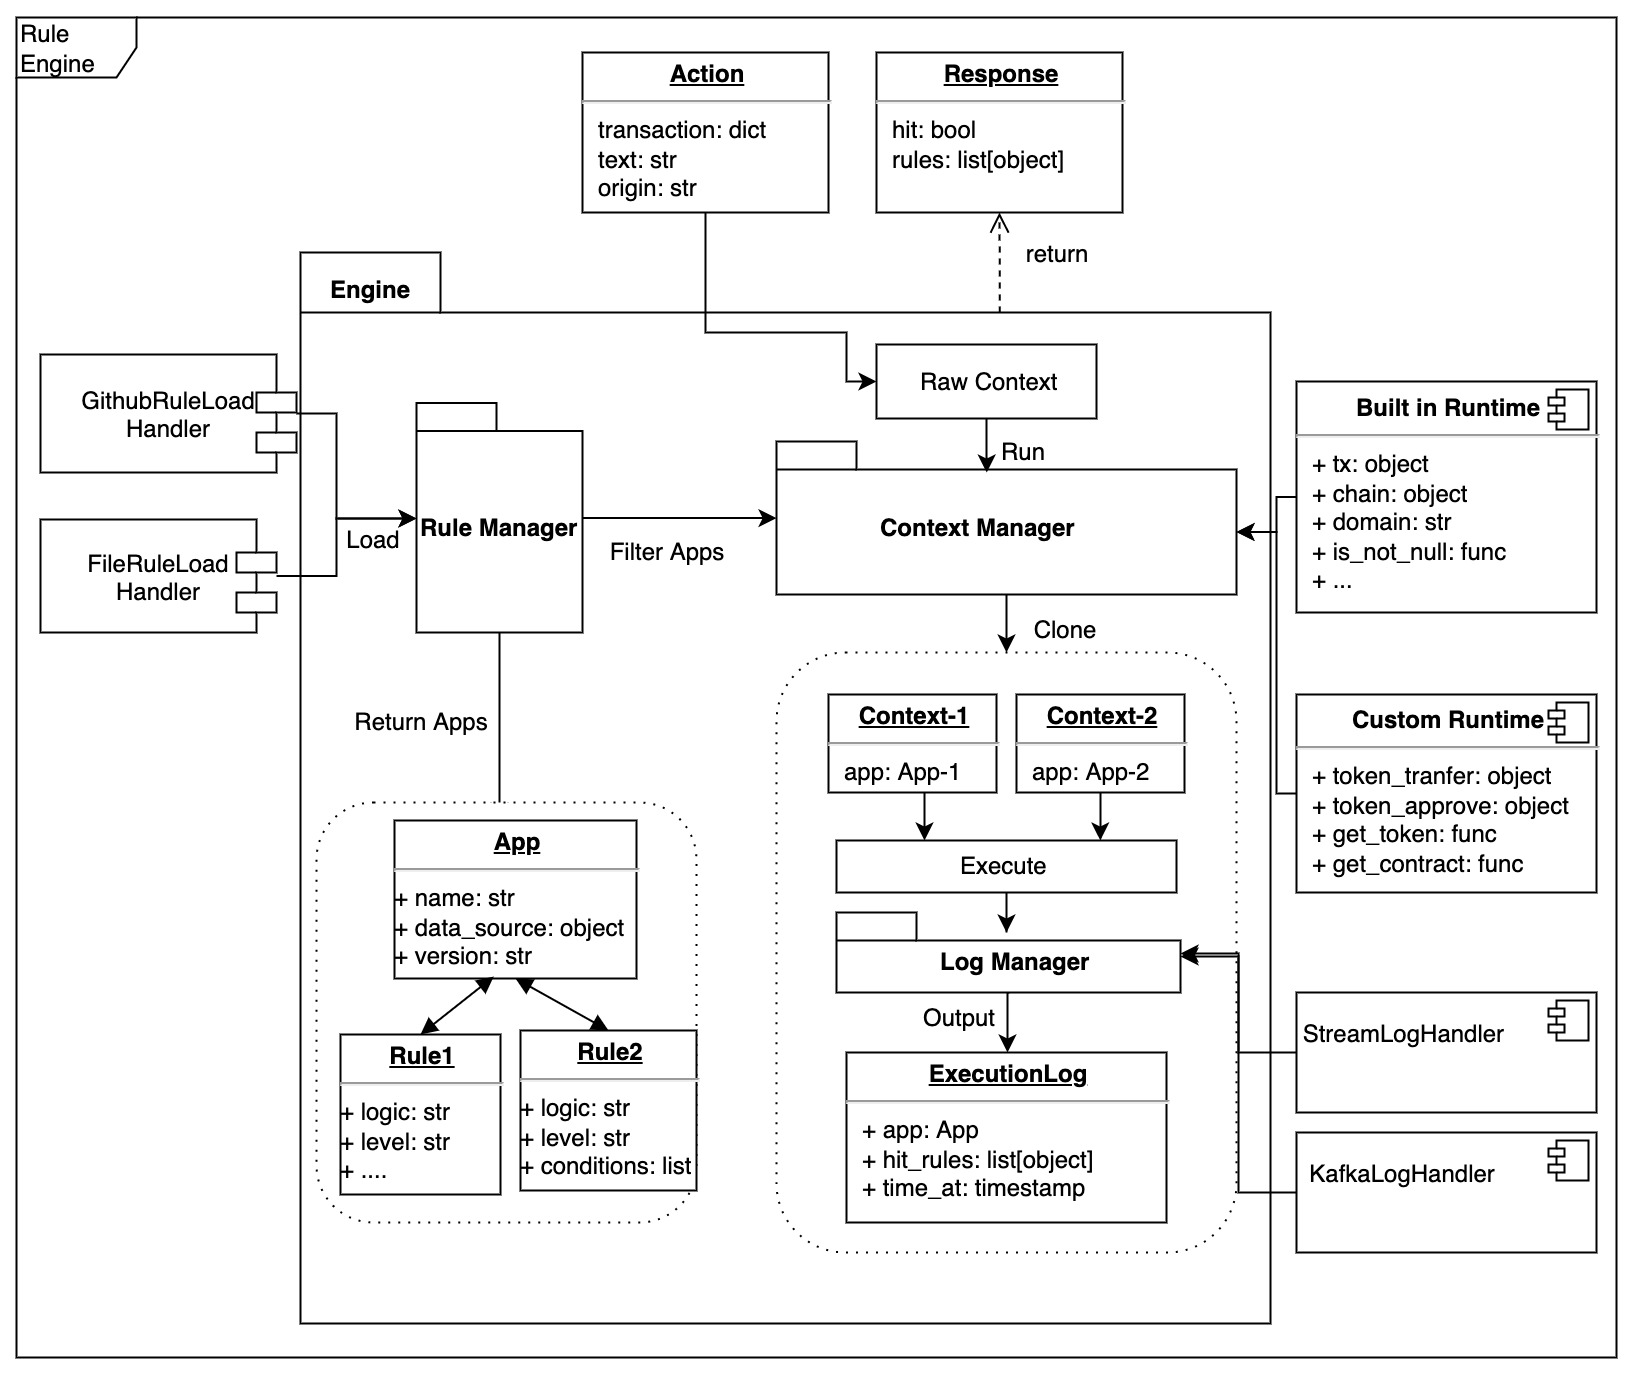 Rule
Engine
Action
transaction: dict
text: str
origin: str
Response
hit: bool
rules: list[object]
return
Engine
GithubRuleLoad
Handler
FileRuleLoad
Handler
Load
Rule Manager
Filter Apps
Raw Context
Run
Context Manager
Clone
Built in Runtime
+ tx: object
+ chain: object
+ domain: str
+ is_not_null: func
+ ...
Custom Runtime
+ token_tranfer: object
+ token_approve: object
+ get_token: func
+ get_contract: func
Return Apps
App
+ name: str
+ data_source: object
+ version: str
Rule1
+ logic: str
+ level: str
+ ....
Rule2
+ logic: str
+ level: str
+ conditions: list
Context-1
app: App-1
Context-2
app: App-2
Execute
Log Manager
Output
ExecutionLog
+ app: App
+ hit_rules: list[object]
+ time_at: timestamp
StreamLogHandler
KafkaLogHandler